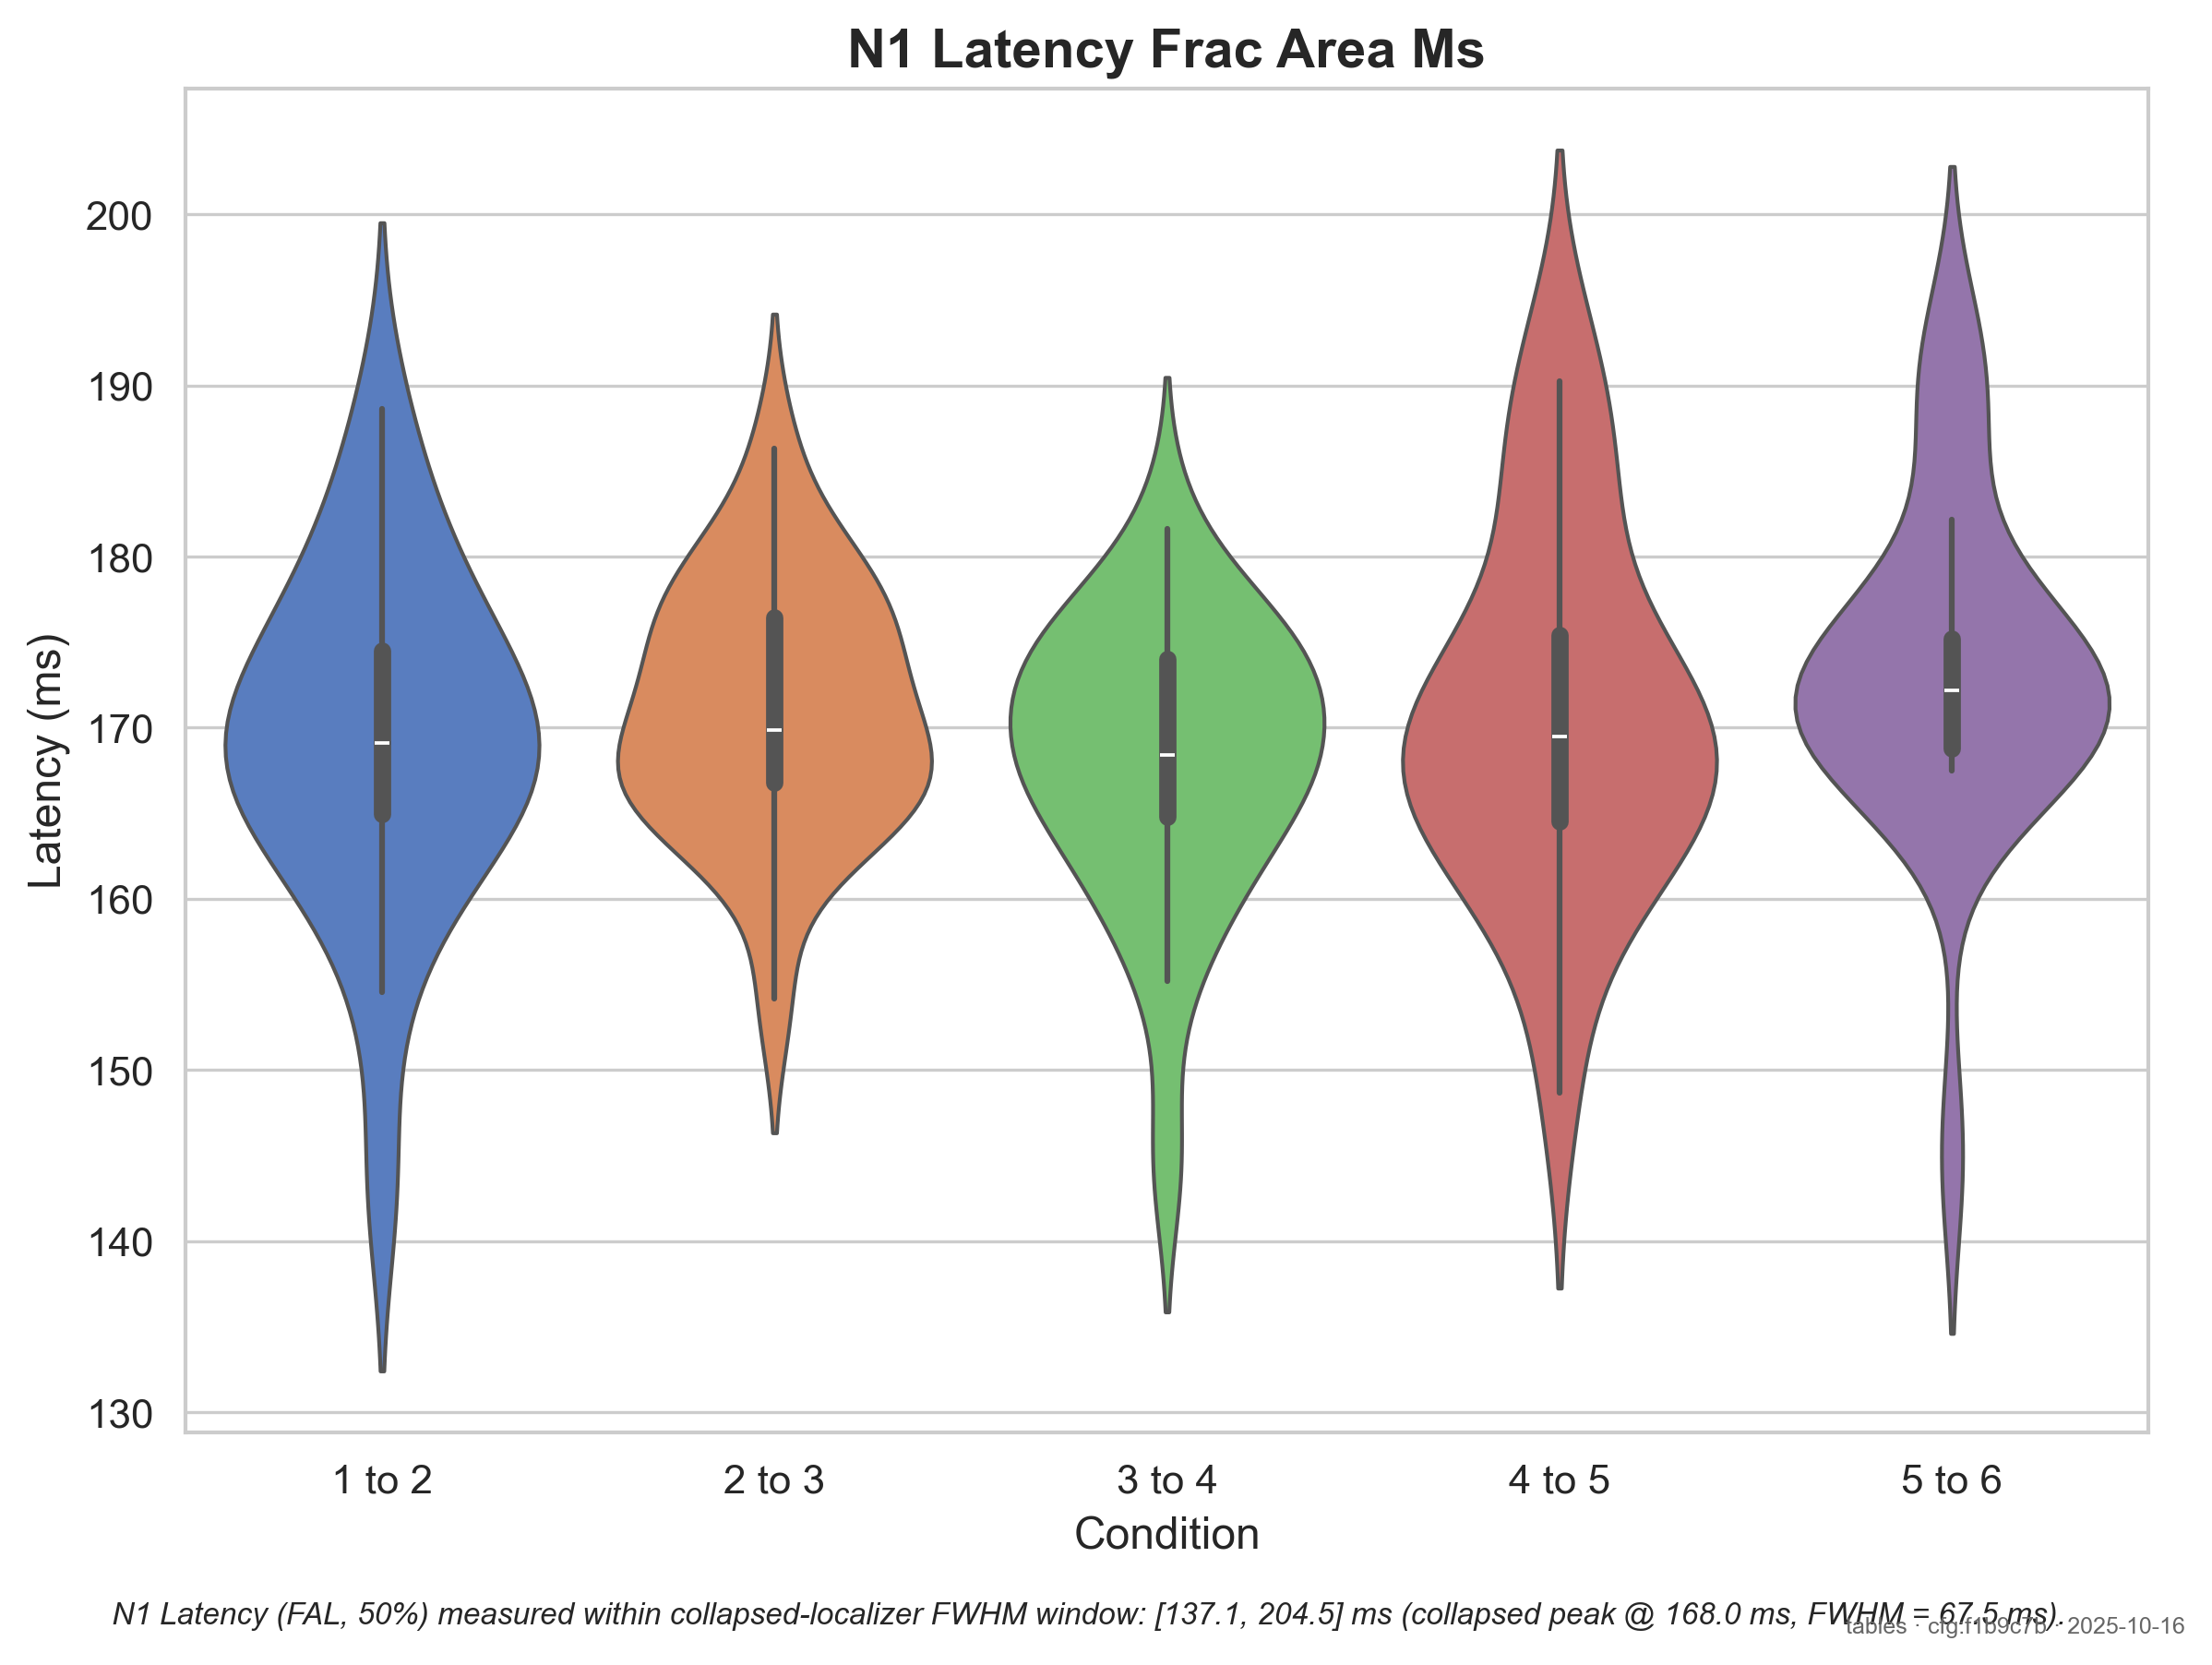 N1 Latency Frac Area Ms
Latency (ms)
200
190
180
170
160
150
140
130
1 to 2
2 to 3
3 to 4
4 to 5
5 to 6
Condition
N1 Latency (FAL, 50%) measured within collapsed-localizer FWHM window: [137.1, 204.5] ms (collapsed peak @ 168.0 ms, FWHM = 67.5 ms).
tables · cfg:f1b9c7b · 2025-10-16